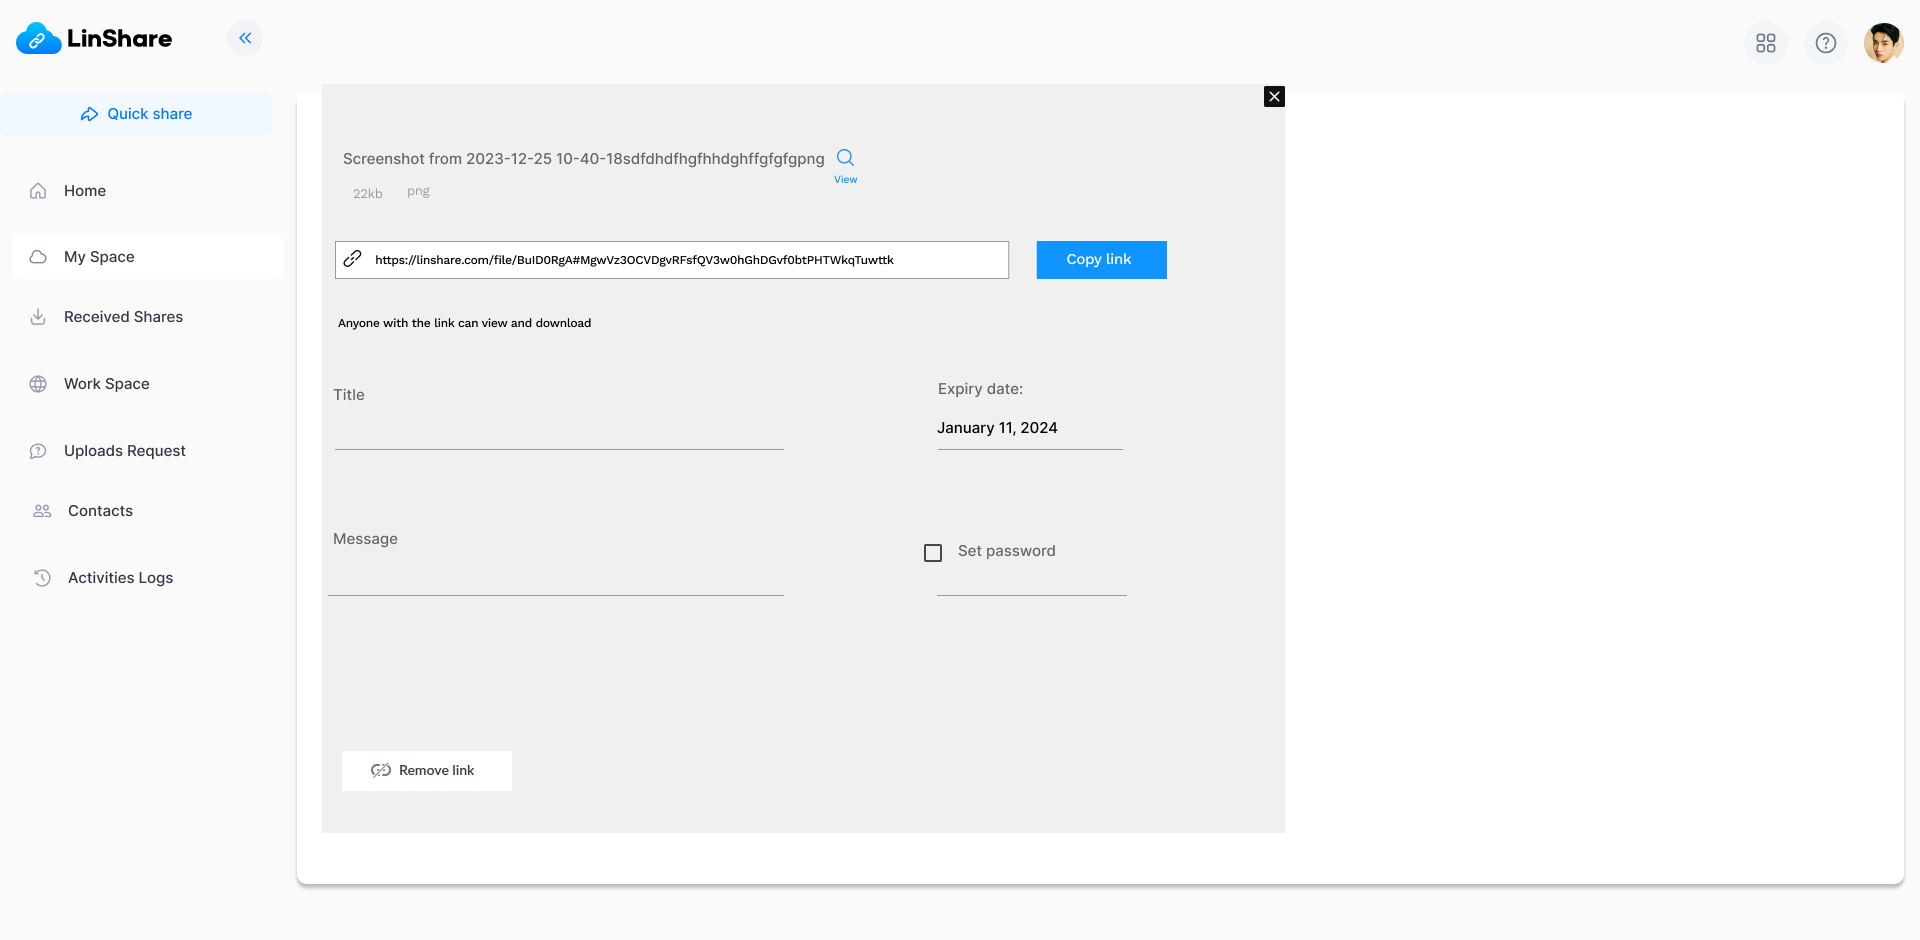 LinShare
Quick share
Home
My Space
Received Shares
Work Space
Uploads Request
Contacts
Activities Logs
Screenshot from 2023-12-25 10-40-18sdfdhdfhgfhhdghffgfgfgpng
View
22kb
png
https://linshare.com/file/BuID0RgA#MgwVz3OCVDgvRFsfQV3w0hGhDGvf0btPHTWkqTuwttk
Copy link
Anyone with the link can view and download
Title
Expiry date:
January 11, 2024
Message
Set password
Remove link